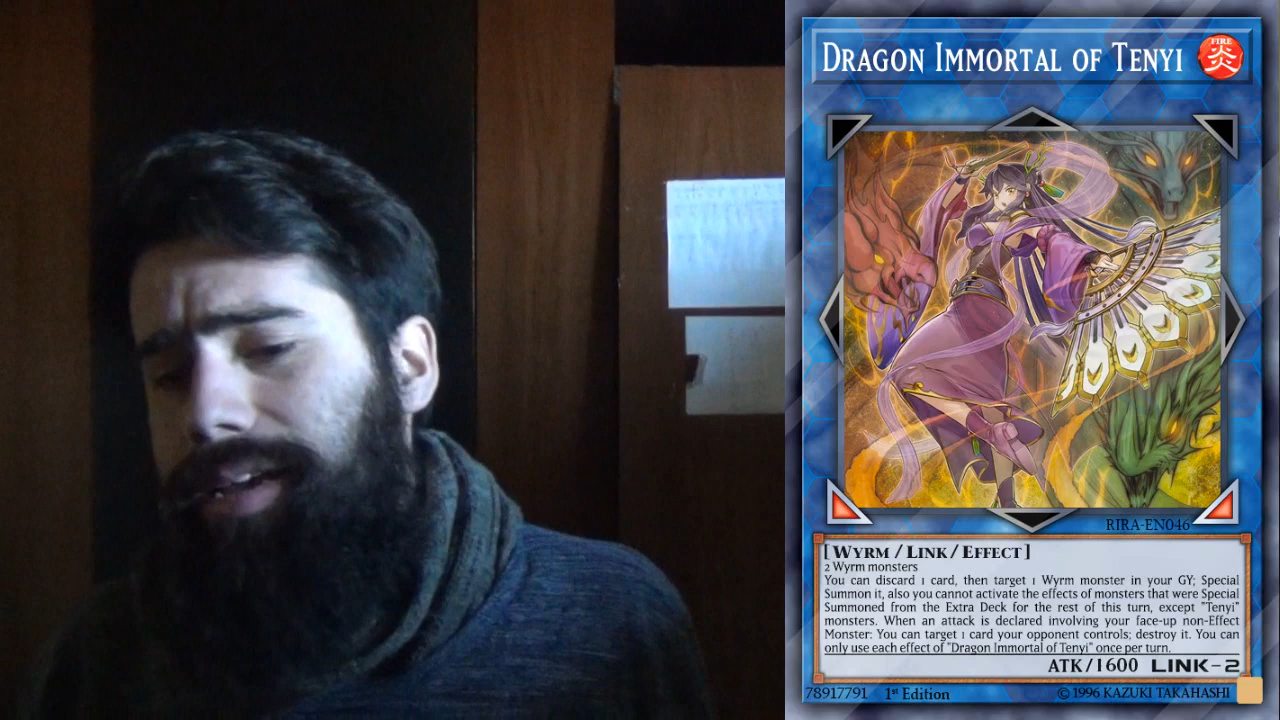 DRAGON IMMORTAL OF TENYI
FIRE
炎
RIRA-EN046
[ WYRM / LINK / EFFECT ]
2 Wyrm monsters
You can discard 1 card, then target 1 Wyrm monster in your GY; Special
Summon it, also you cannot activate the effects of monsters that were Special
Summoned from the Extra Deck for the rest of this turn, except "Tenyi"
monsters. When an attack is declared involving your face-up non-Effect
Monster: You can target 1 card your opponent controls; destroy it. You can
only use each effect of "Dragon Immortal of Tenyi" once per turn.
ATK/1600 LINK-2
78917791 1st Edition © 1996 KAZUKI TAKAHASHI